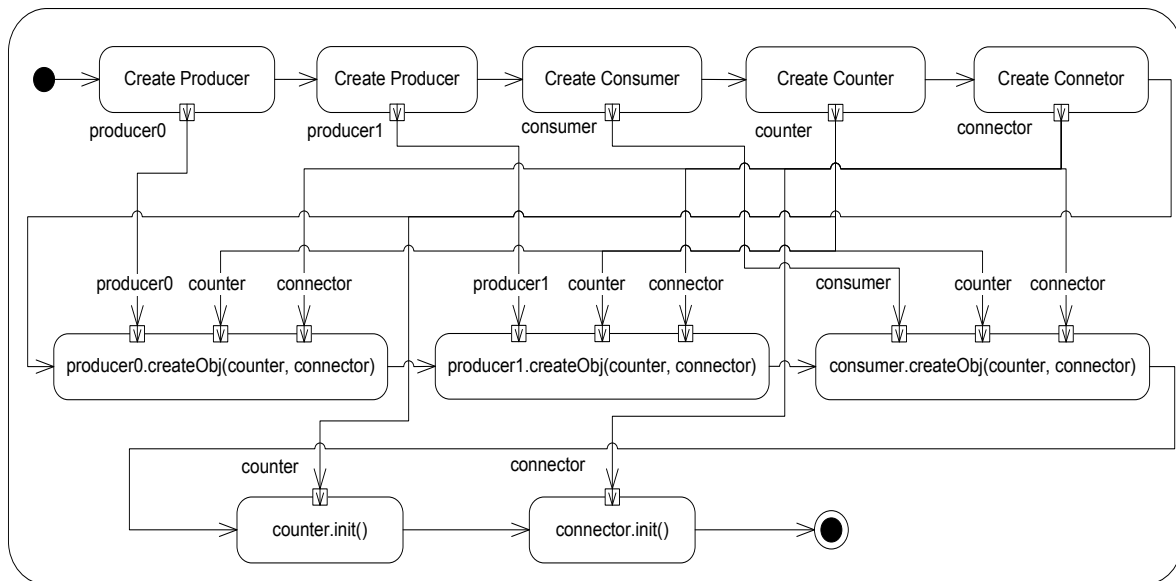 Create Producer
Create Producer
Create Consumer
Create Counter
Create Connetor
producer0
producer1
consumer
counter
connector
producer0
counter
connector
producer1
counter
connector
consumer
counter
connector
producer0.createObj(counter, connector)
producer1.createObj(counter, connector)
consumer.createObj(counter, connector)
counter
connector
counter.init()
connector.init()